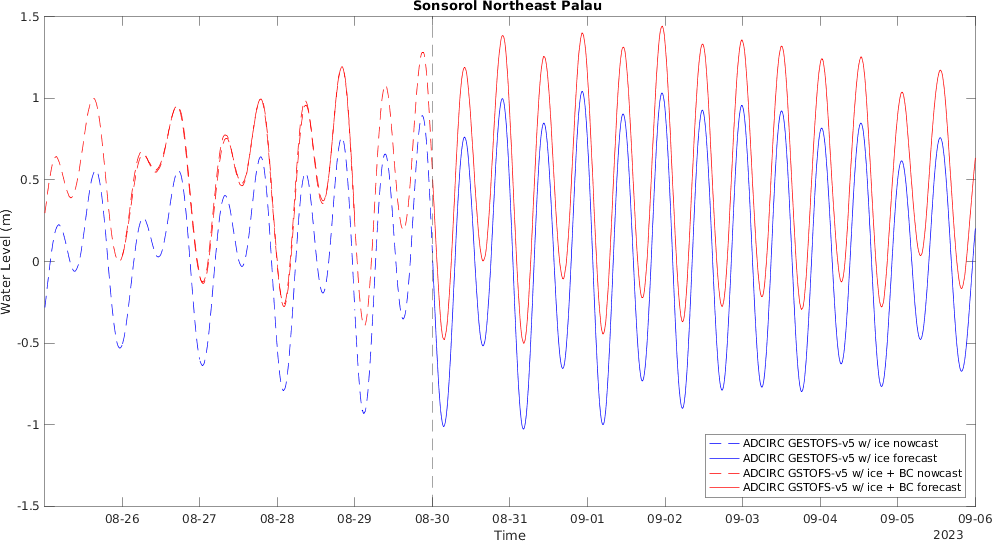 Sonsorol Northeast Palau
1.5
1
0.5
0
-0.5
-1
-1.5
Water Level (m)
ADCIRC GESTOFS-v5 w/ ice nowcast
ADCIRC GESTOFS-v5 w/ ice forecast
ADCIRC GSTOFS-v5 w/ ice + BC nowcast
ADCIRC GSTOFS-v5 w/ ice + BC forecast
08-26 08-27 08-28 08-29 08-30 08-31 09-01 09-02 09-03 09-04 09-05 09-06
Time
2023